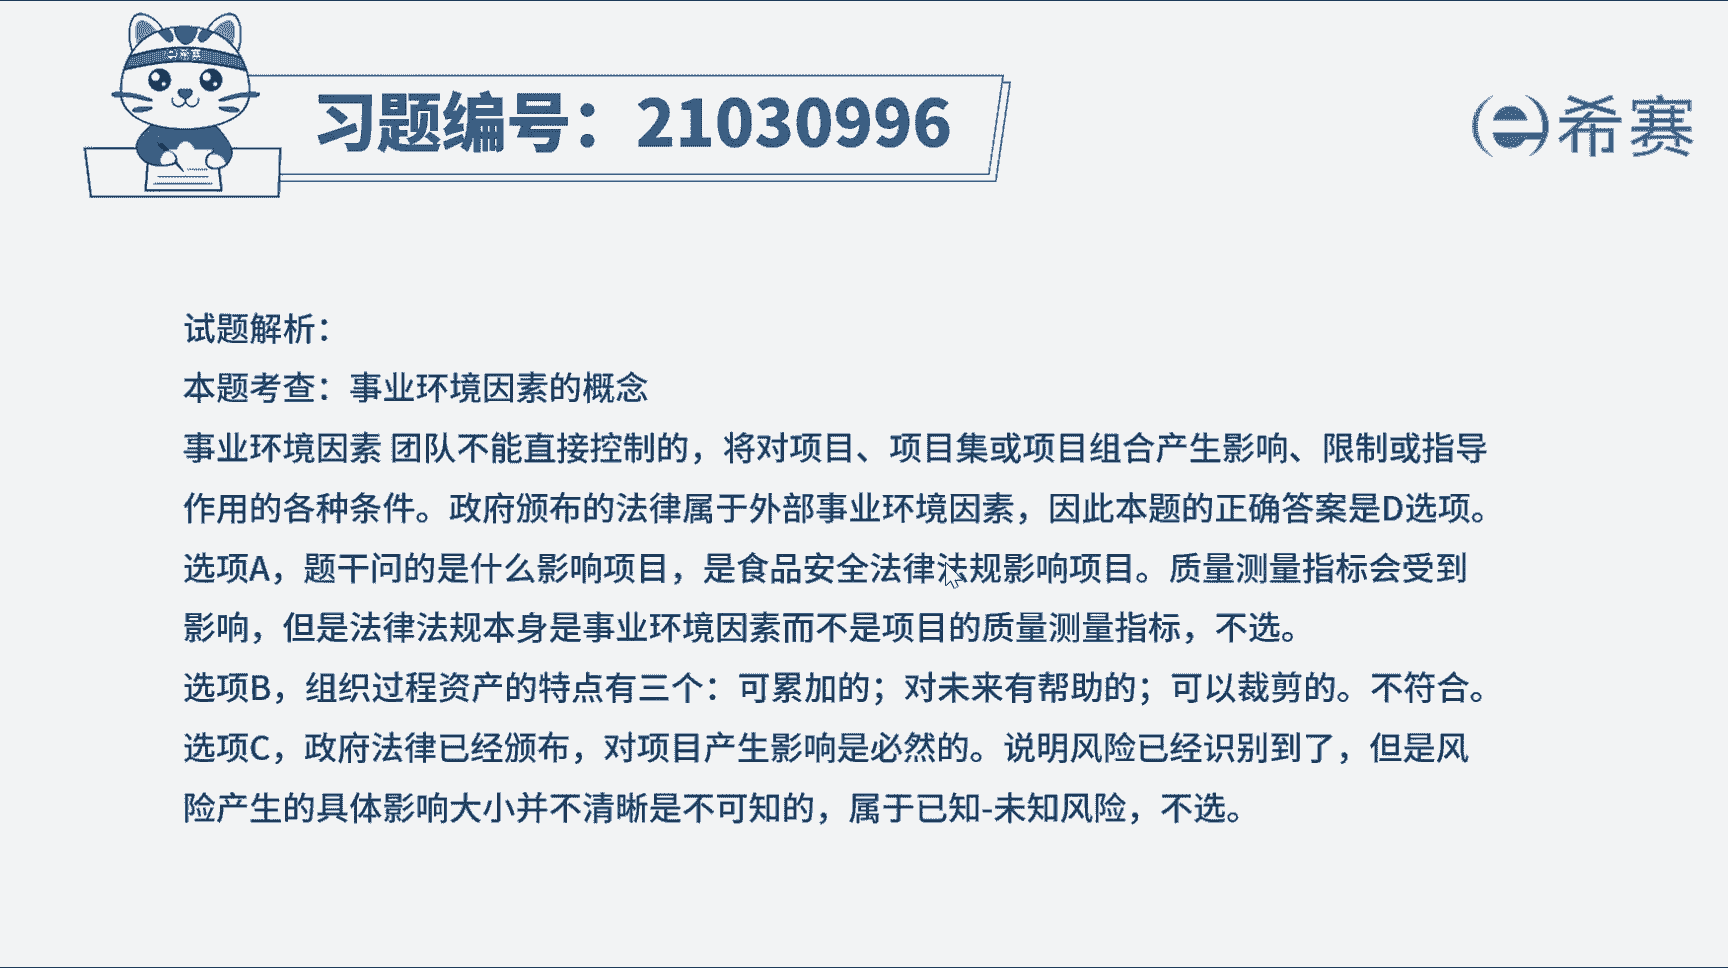 希赛
习题编号：21030996
希赛
试题解析：
本题考查：事业环境因素的概念
事业环境因素 团队不能直接控制的，将对项目、项目集或项目组合产生影响、限制或指导
作用的各种条件。政府颁布的法律属于外部事业环境因素，因此本题的正确答案是D选项。
选项A，题干问的是什么影响项目，是食品安全法律法规影响项目。质量测量指标会受到
影响，但是法律法规本身是事业环境因素而不是项目的质量测量指标，不选。
选项B，组织过程资产的特点有三个：可累加的；对未来有帮助的；可以裁剪的。不符合。
选项C，政府法律已经颁布，对项目产生影响是必然的。说明风险已经识别到了，但是风
险产生的具体影响大小并不清晰是不可知的，属于已知-未知风险，不选。